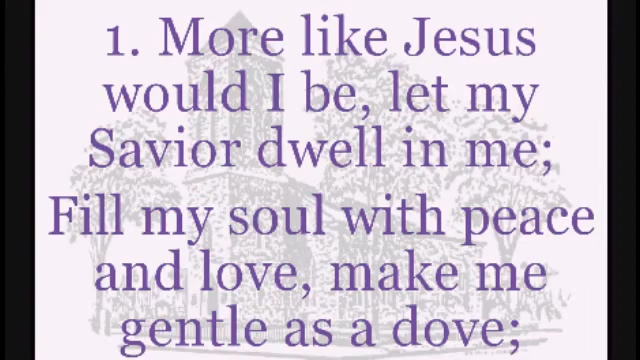 1. More like Jesus
would I be, let my
Savior dwell in me;
Fill my soul with peace
and love, make me
gentle as a dove;